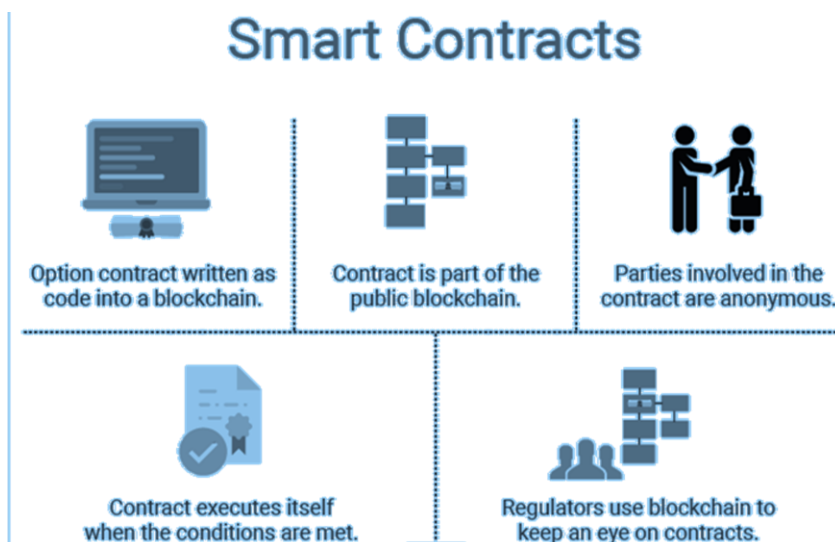 Smart Contracts
Option contract written as
code into a blockchain.
Contract is part of the
public blockchain.
Parties involved in the
contract are anonymous.
Contract executes itself
when the conditions are met.
Regulators use blockchain to
keep an eye on contracts.